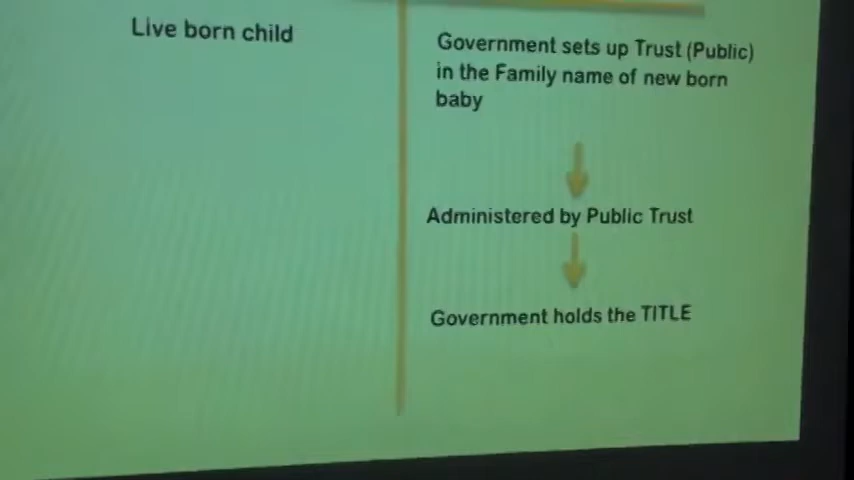 Live born child
Government sets up Trust (Public)
in the Family name of new born
baby
Administered by Public Trust
Government holds the TITLE